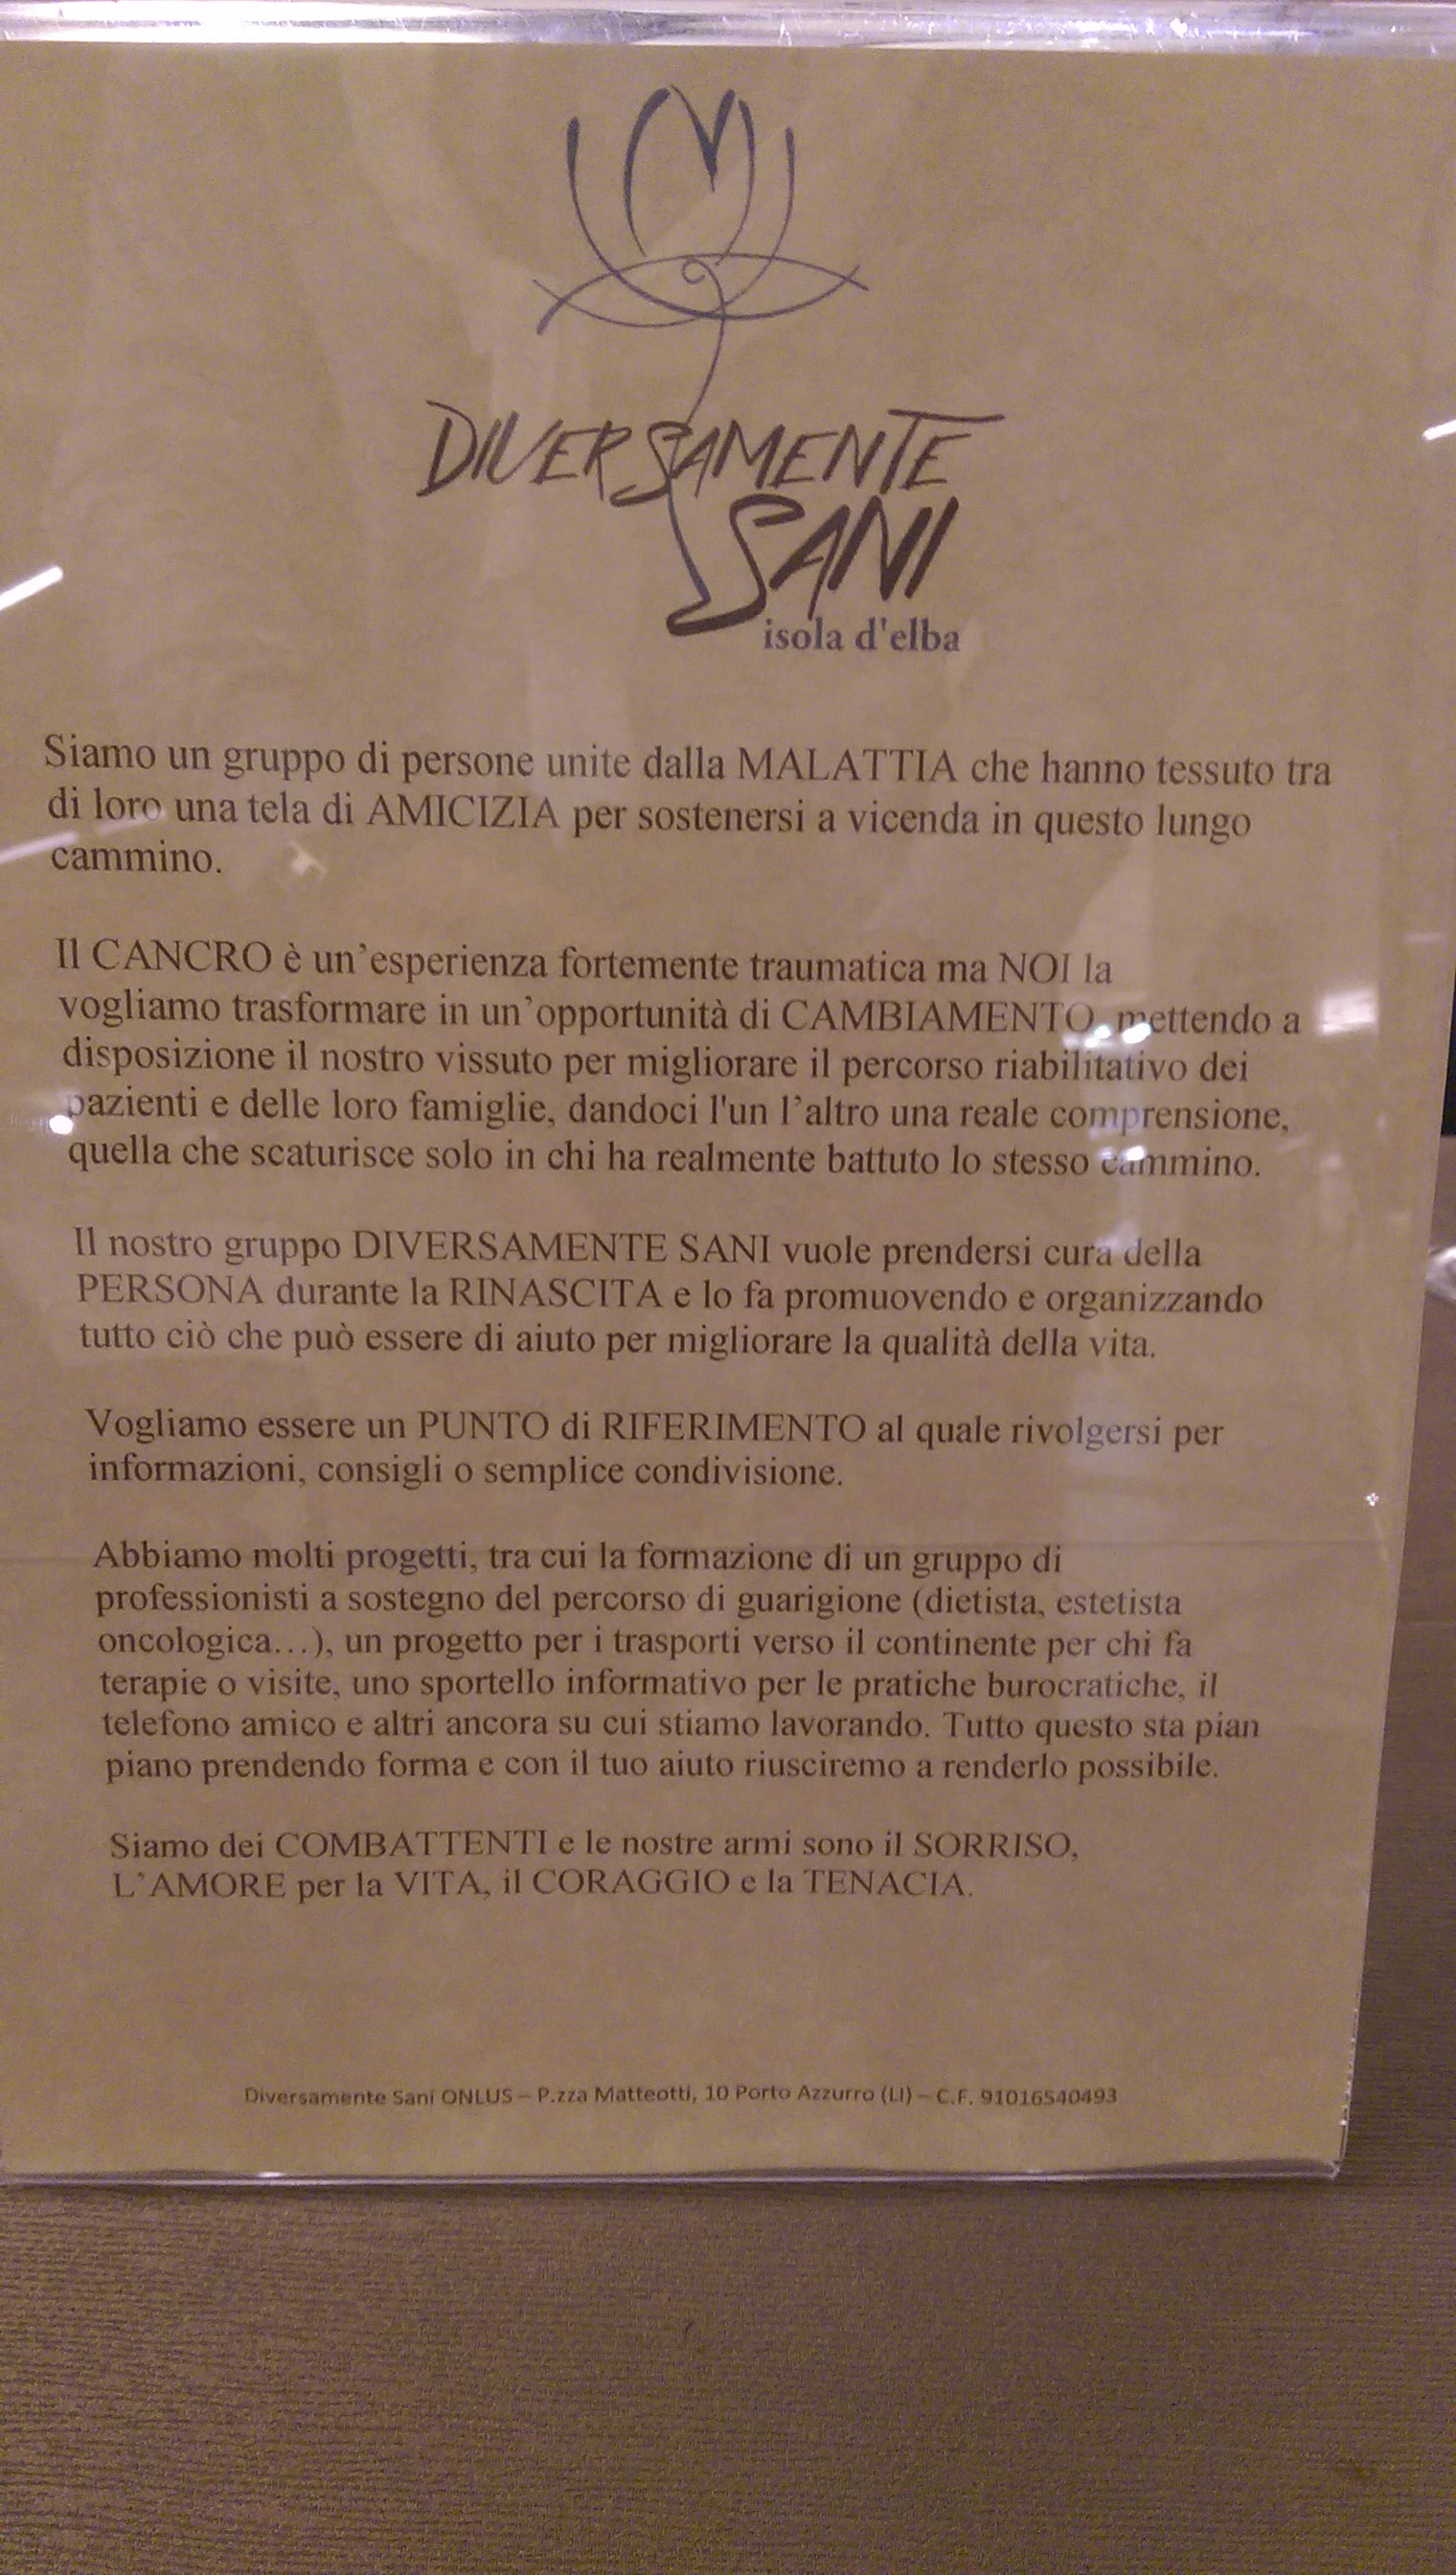 DIVERSAMENTE
SANI
isola d'elba
Siamo un gruppo di persone unite dalla MALATTIA che hanno tessuto tra
di loro una tela di AMICIZIA per sostenersi a vicenda in questo lungo
cammino.
Il CANCRO è un’esperienza fortemente traumatica ma NOI la
vogliamo trasformare in un’opportunità di CAMBIAMENTO, mettendo a
disposizione il nostro vissuto per migliorare il percorso riabilitativo dei
pazienti e delle loro famiglie, dandoci l'un l’altro una reale comprensione,
quella che scaturisce solo in chi ha realmente battuto lo stesso cammino.
Il nostro gruppo DIVERSAMENTE SANI vuole prendersi cura della
PERSONA durante la RINASCITA e lo fa promuovendo e organizzando
tutto ciò che può essere di aiuto per migliorare la qualità della vita.
Vogliamo essere un PUNTO di RIFERIMENTO al quale rivolgersi per
informazioni, consigli o semplice condivisione.
Abbiamo molti progetti, tra cui la formazione di un gruppo di
professionisti a sostegno del percorso di guarigione (dietista, estetista
oncologica…), un progetto per i trasporti verso il continente per chi fa
terapie o visite, uno sportello informativo per le pratiche burocratiche, il
telefono amico e altri ancora su cui stiamo lavorando. Tutto questo sta pian
piano prendendo forma e con il tuo aiuto riusciremo a renderlo possibile.
Siamo dei COMBATTENTI e le nostre armi sono il SORRISO,
L’AMORE per la VITA, il CORAGGIO e la TENACIA.
Diversamente Sani ONLUS – P.zza Matteotti, 10 Porto Azzurro (LI) – C.F. 91016540493